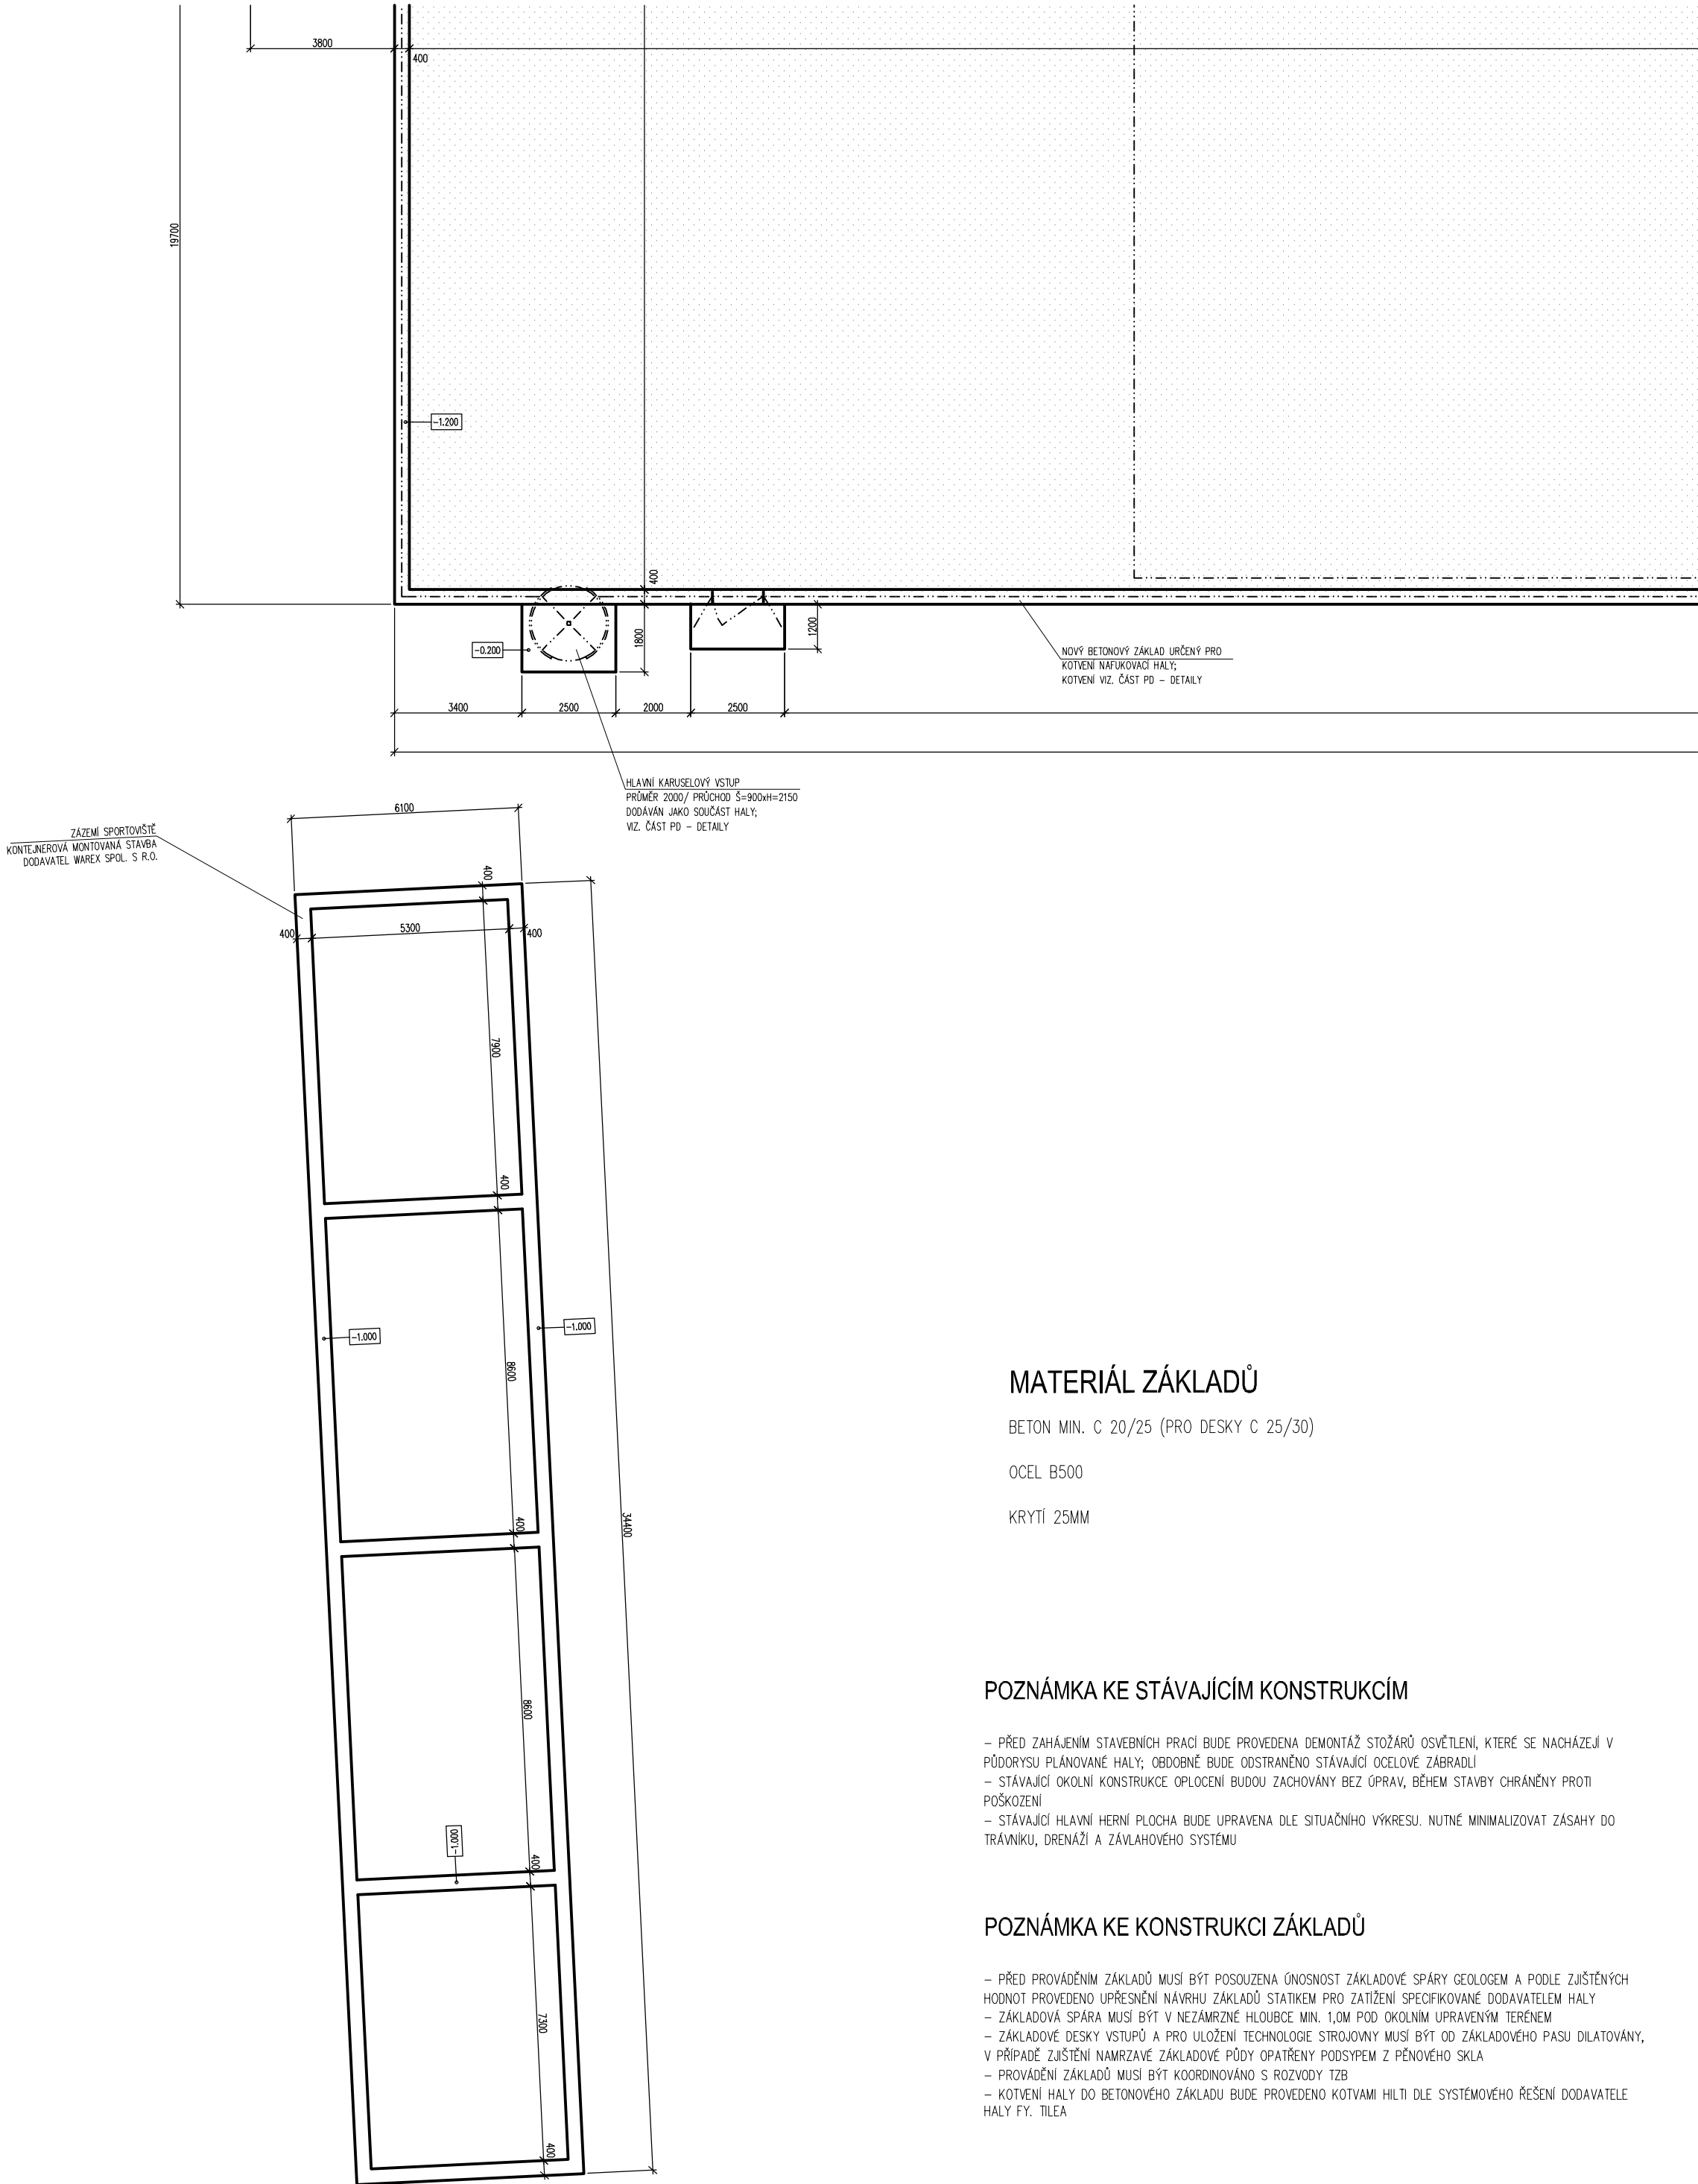 3800
400
19700
-1.200
400
-0.200
1800
1200
NOVÝ BETONOVÝ ZÁKLAD URČENÝ PRO
KOTVENÍ NAFUKOVACÍ HALY;
KOTVENÍ VIZ. ČÁST PD - DETAILY
3400
2500
2000
2500
HLAVNÍ KARUSELOVÝ VSTUP
PRŮMĚR 2000/ PRŮCHOD Š=900xH=2150
DODÁVÁN JAKO SOUČÁST HALY;
VIZ. ČÁST PD - DETAILY
6100
ZÁZEMÍ SPORTOVIŠTĚ
KONTEJNEROVÁ MONTOVANÁ STAVBA
DODAVATEL WAREX SPOL. S R.O.
400
400
5300
400
7900
400
-1.000
-1.000
8600
400
34400
8600
-1.000
400
7300
400
MATERIÁL ZÁKLADŮ
BETON MIN. C 20/25 (PRO DESKY C 25/30)
OCEL B500
KRYTÍ 25MM
POZNÁMKA KE STÁVAJÍCÍM KONSTRUKCÍM
- PŘED ZAHÁJENÍM STAVEBNÍCH PRACÍ BUDE PROVEDENA DEMONTÁŽ STOŽÁRŮ OSVĚTLENÍ, KTERÉ SE NACHÁZEJÍ V
PŮDORYSU PLÁNOVANÉ HALY; OBDOBNĚ BUDE ODSTRANĚNO STÁVAJÍCÍ OCELOVÉ ZÁBRADLÍ
- STÁVAJÍCÍ OKOLNÍ KONSTRUKCE OPLOCENÍ BUDOU ZACHOVÁNY BEZ ÚPRAV, BĚHEM STAVBY CHRÁNĚNY PROTI
POŠKOZENÍ
- STÁVAJÍCÍ HLAVNÍ HERNÍ PLOCHA BUDE UPRAVENA DLE SITUAČNÍHO VÝKRESU. NUTNÉ MINIMALIZOVAT ZÁSAHY DO
TRÁVNÍKU, DRENÁŽÍ A ZÁVLAHOVÉHO SYSTÉMU
POZNÁMKA KE KONSTRUKCI ZÁKLADŮ
- PŘED PROVÁDĚNÍM ZÁKLADŮ MUSÍ BÝT POSOUZENA ÚNOSNOST ZÁKLADOVÉ SPÁRY GEOLOGEM A PODLE ZJIŠTĚNÝCH
HODNOT PROVEDENO UPŘESNĚNÍ NÁVRHU ZÁKLADŮ STATIKEM PRO ZATÍŽENÍ SPECIFIKOVANÉ DODAVATELEM HALY
- ZÁKLADOVÁ SPÁRA MUSÍ BÝT V NEZÁMRZNÉ HLOUBCE MIN. 1,0M POD OKOLNÍM UPRAVENÝM TERÉNEM
- ZÁKLADOVÉ DESKY VSTUPŮ A PRO ULOŽENÍ TECHNOLOGIE STROJOVNY MUSÍ BÝT OD ZÁKLADOVÉHO PASU DILATOVÁNY,
V PŘÍPADĚ ZJIŠTĚNÍ NAMRZAVÉ ZÁKLADOVÉ PŮDY OPATŘENY PODSYPEM Z PĚNOVÉHO SKLA
- PROVÁDĚNÍ ZÁKLADŮ MUSÍ BÝT KOORDINOVÁNO S ROZVODY TZB
- KOTVENÍ HALY DO BETONOVÉHO ZÁKLADU BUDE PROVEDENO KOTVAMI HILTI DLE SYSTÉMOVÉHO ŘEŠENÍ DODAVATELE
HALY FY. TILEA